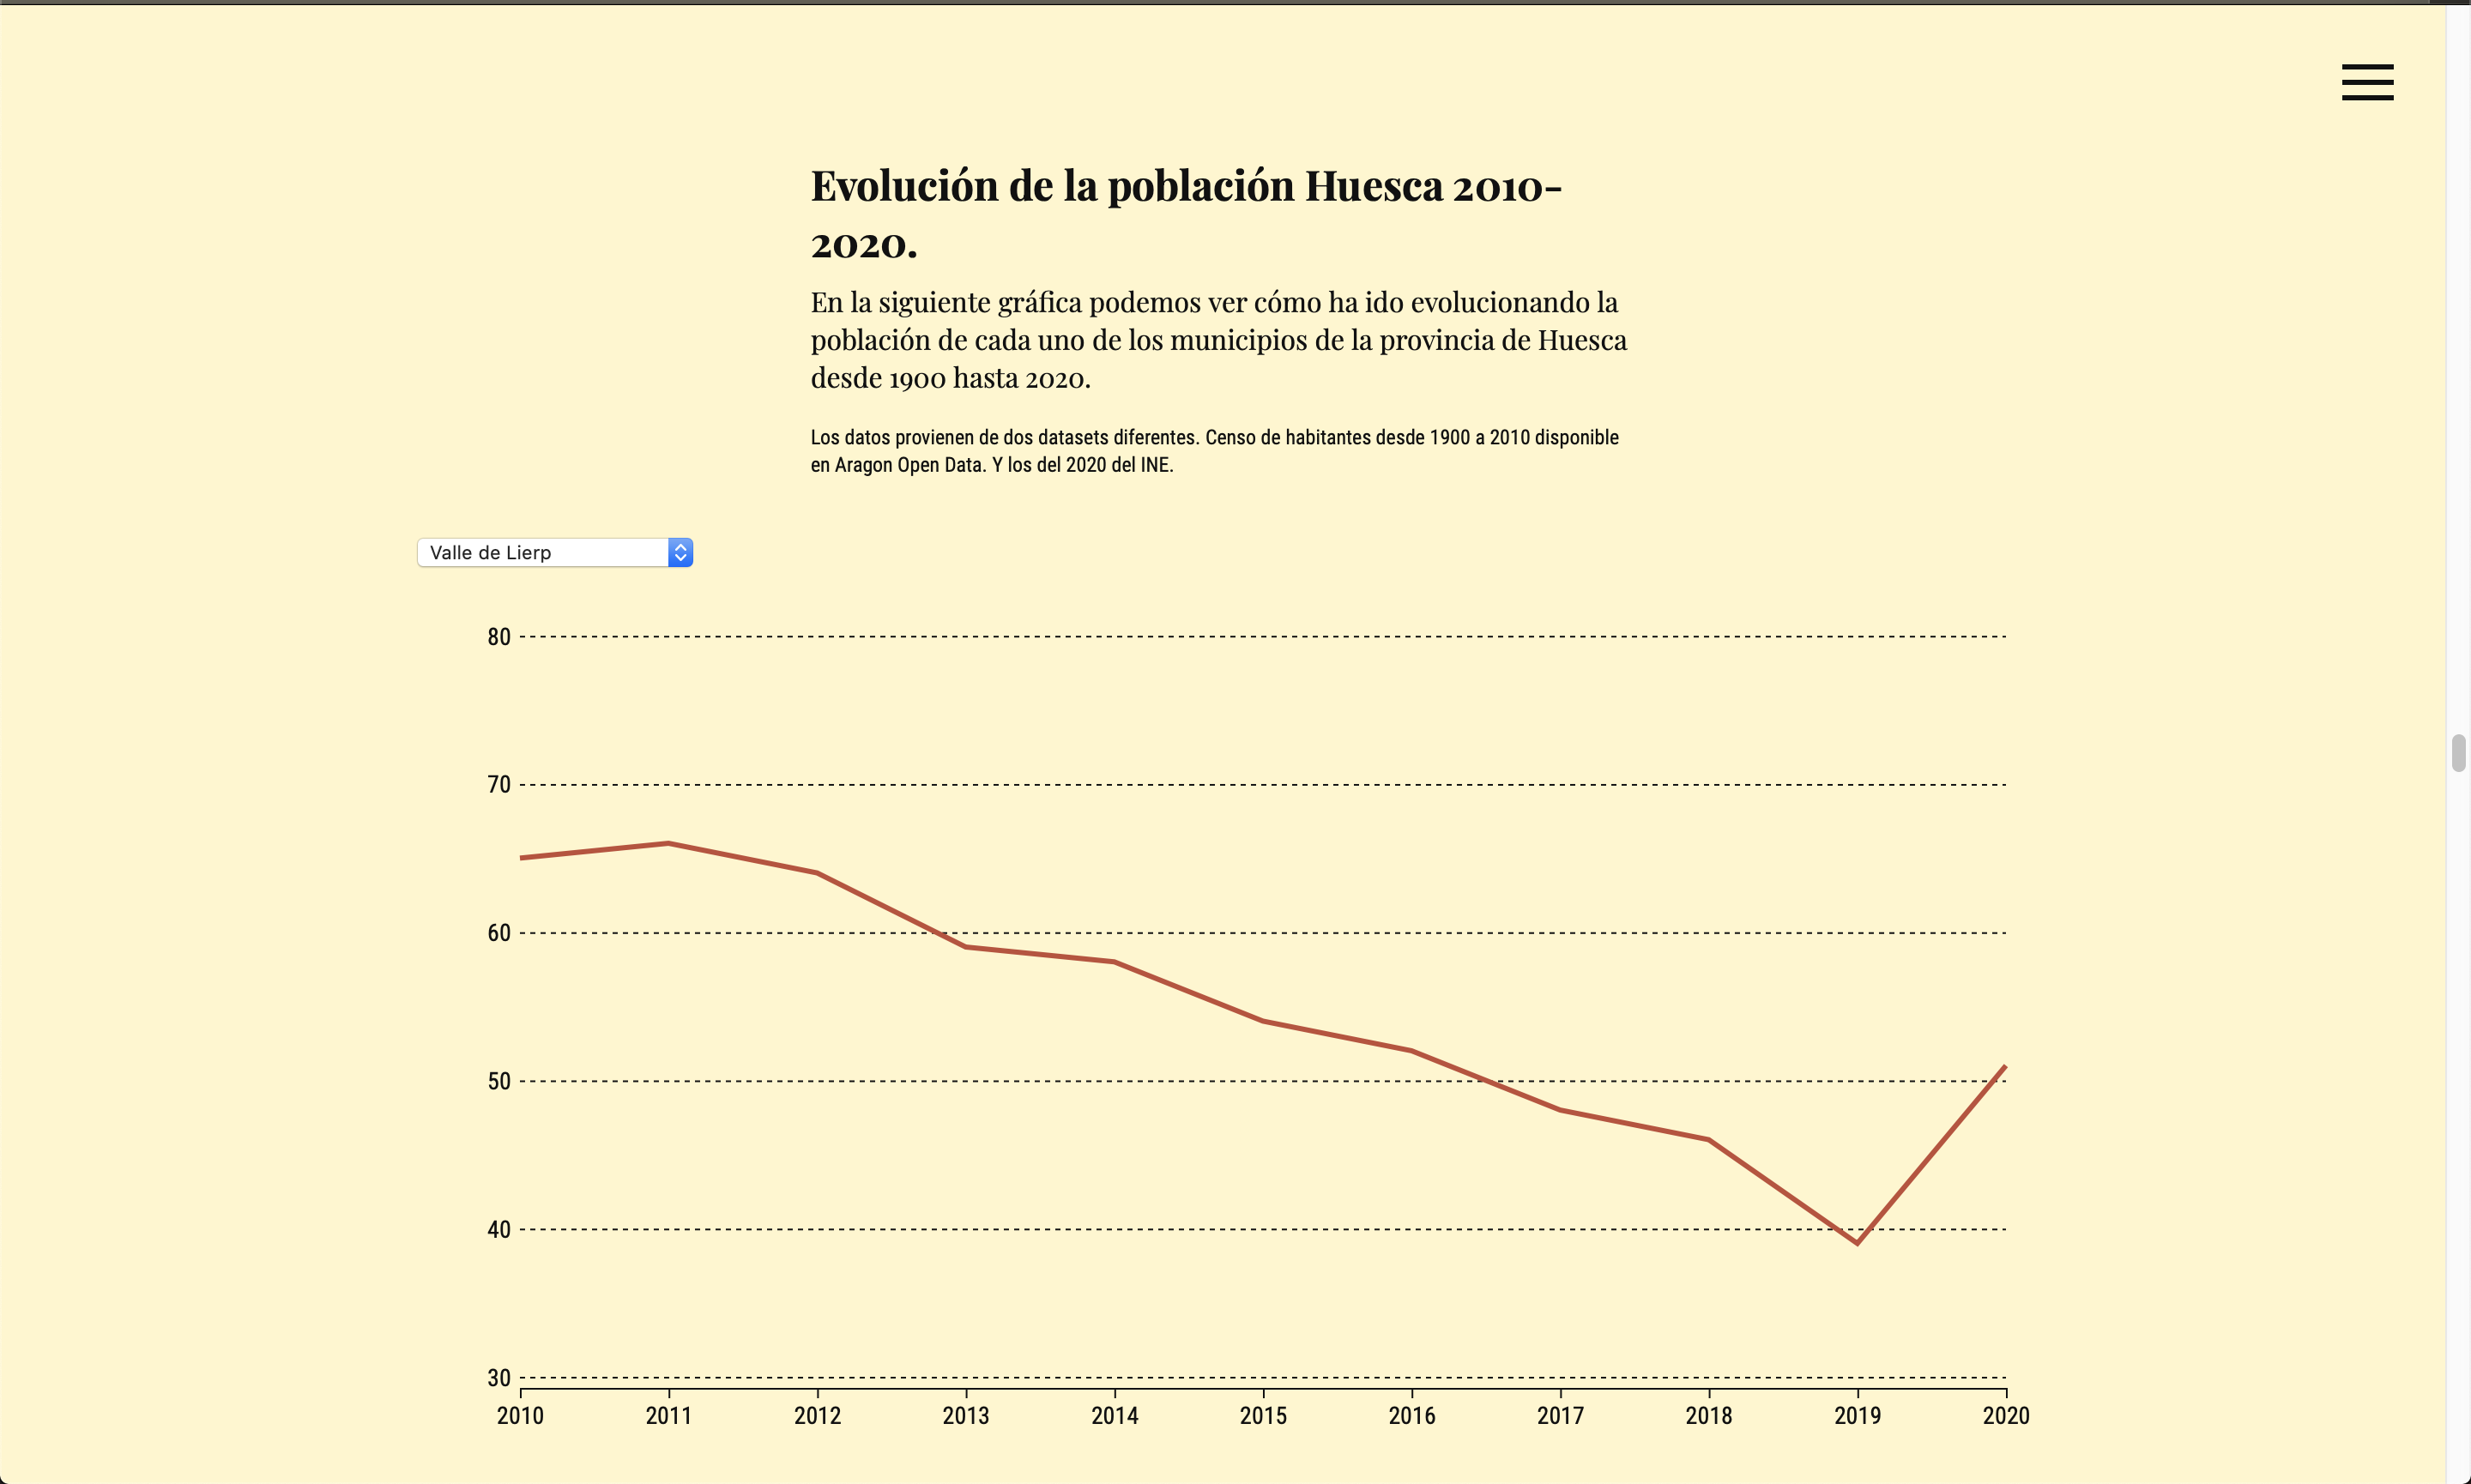 Evolución de la población Huesca 2010-
2020.
En la siguiente gráfica podemos ver cómo ha ido evolucionando la
población de cada uno de los municipios de la provincia de Huesca
desde 1900 hasta 2020.
Los datos provienen de dos datasets diferentes. Censo de habitantes desde 1900 a 2010 disponible
en Aragon Open Data. Y los del 2020 del INE.
Valle de Lierp
80
70
60
50
40
30
2010 2011 2012 2013 2014 2015 2016 2017 2018 2019 2020